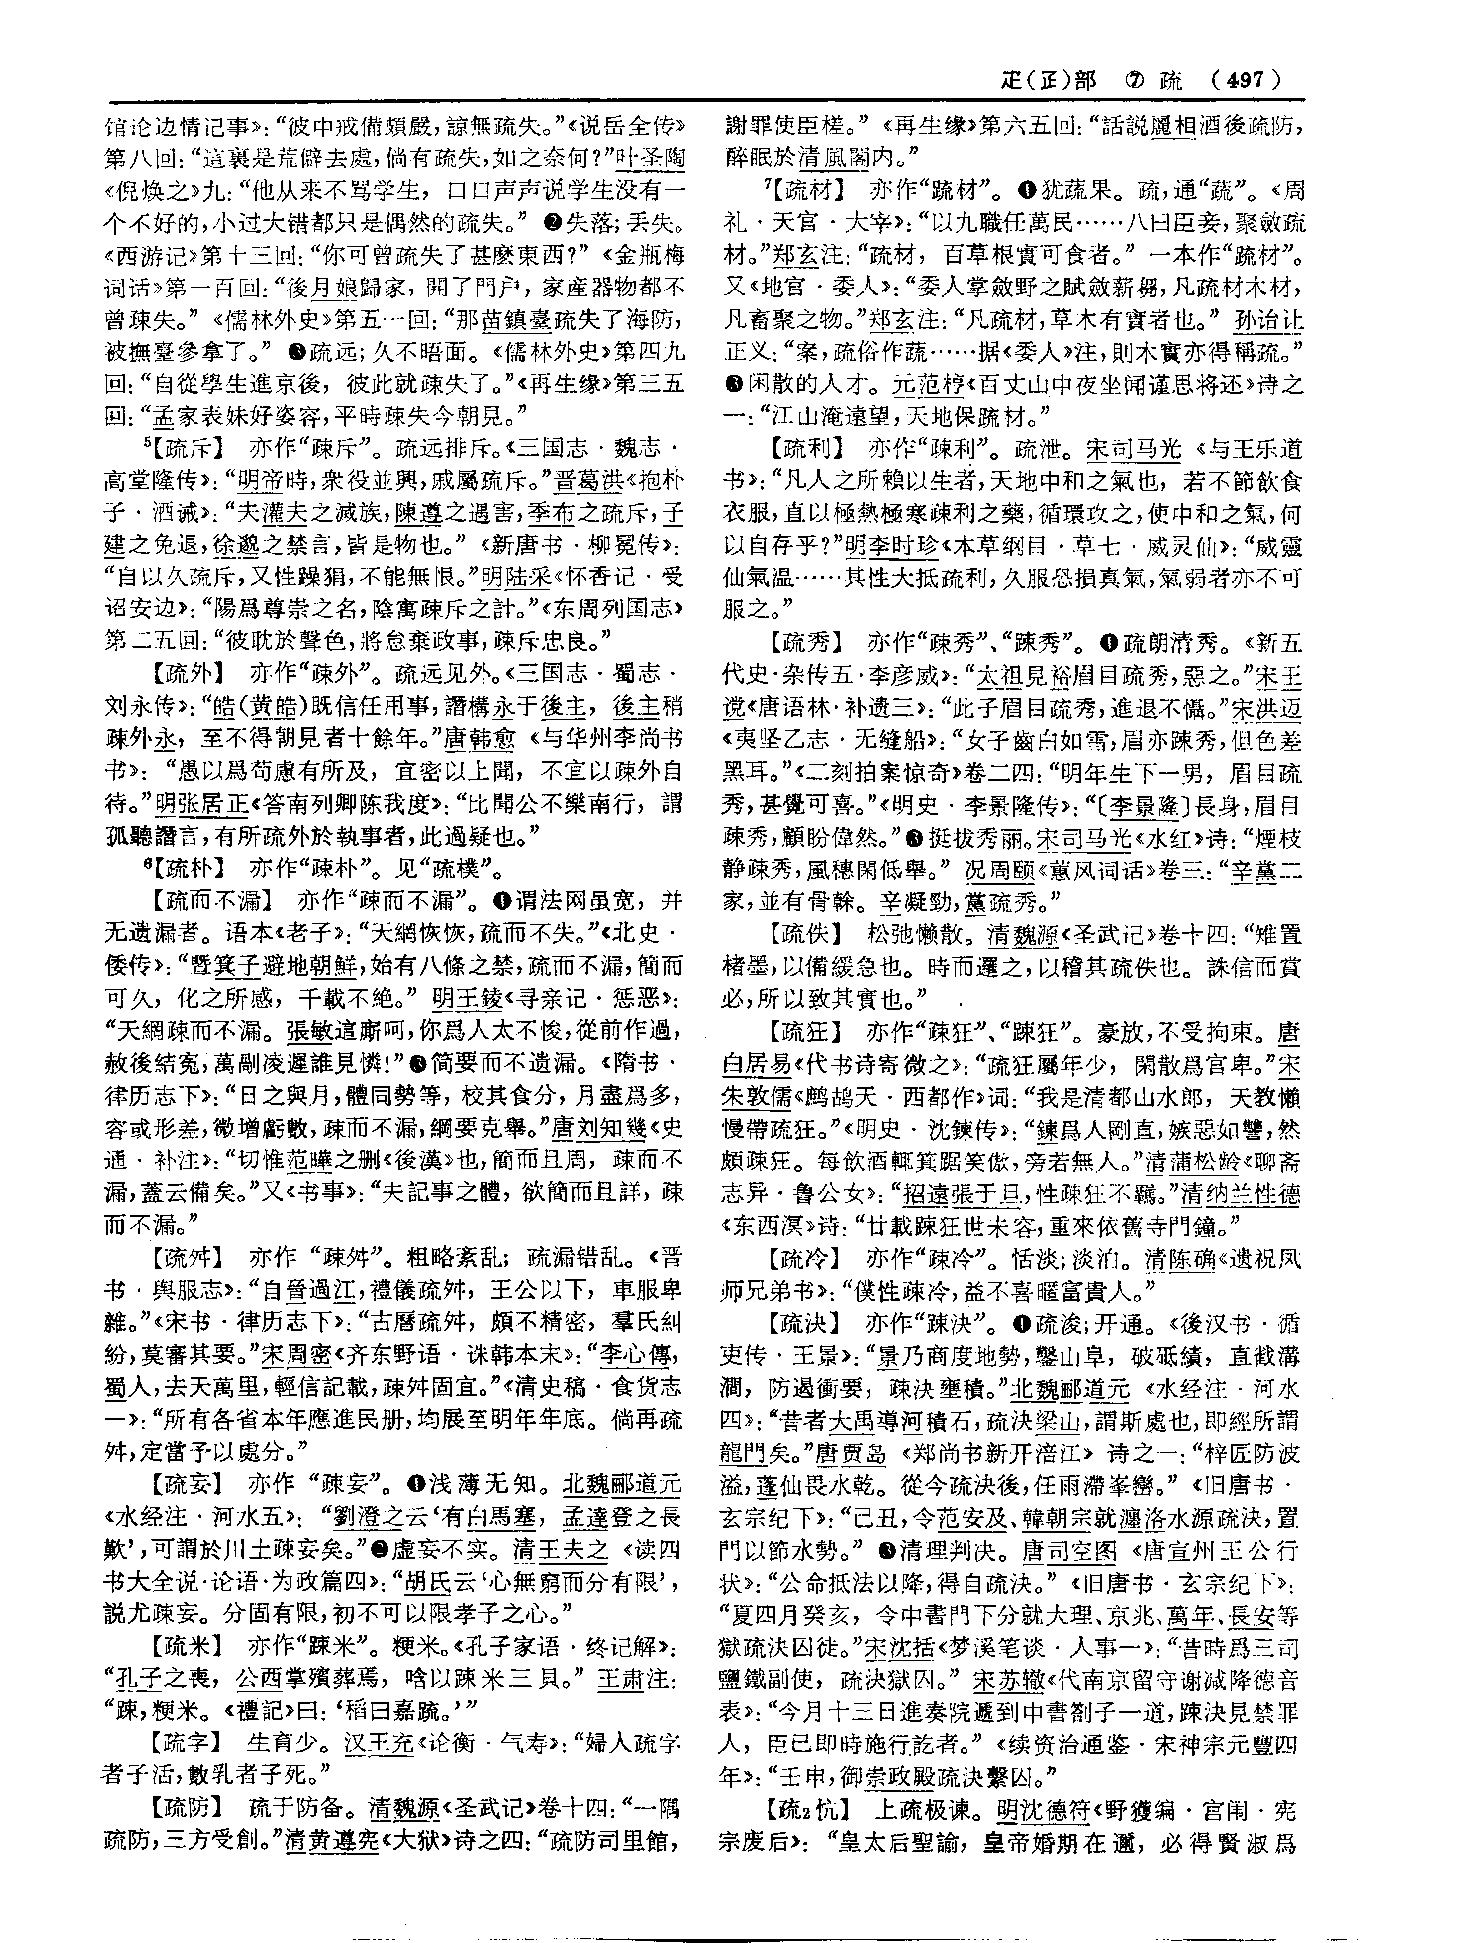 疋(𤴔)部　⑦　疏　(497)
馆论边情记事》：“彼中戒備頗嚴，諒無疏失。”《说岳全传》
第八回：“這裏是荒僻去處，倘有疏失，如之奈何？”叶圣陶
《倪焕之》九：“他从来不骂学生，口口声声说学生没有一
个不好的，小过大错都只是偶然的疏失。”❷失落；丢失。
《西游记》第十三回：“你可曾疏失了甚麽東西？”《金瓶梅
词话》第一百回：“後月娘歸家，開了門戶，家産器物都不
曾疎失。”《儒林外史》第五一回：“那苗鎮臺疏失了海防，
被撫臺參拿了。”❸疏远；久不晤面。《儒林外史》第四九
回：“自從學生進京後，彼此就疎失了。”《再生缘》第三五
回：“孟家表妹好姿容，平時疎失今朝見。”
⁵【疏斥】　亦作“疎斥”。疏远排斥。《三国志·魏志·
高堂隆传》：“明帝時，衆役並興，戚屬疏斥。”晋葛洪《抱朴
子·酒诫》：“夫灌夫之滅族，陳遵之遇害，季布之疏斥，子
建之免退，徐邈之禁言，皆是物也。”《新唐书·柳冕传》：
“自以久疏斥，又性躁狷，不能無恨。”明陆采《怀香记·受
诏安边》：“陽爲尊崇之名，陰寓疎斥之計。”《东周列国志》
第二五回：“彼耽於聲色，將怠棄政事，疎斥忠良。”
【疏外】　亦作“疎外”。疏远见外。《三国志·蜀志·
刘永传》：“皓(黄皓)既信任用事，譖構永于後主，後主稍
疎外永，至不得朝見者十餘年。”唐韩愈《与华州李尚书
书》：“愚以爲苟慮有所及，宜密以上聞，不宜以疎外自
待。”明张居正《答南列卿陈我度》：“比聞公不樂南行，謂
孤聽譖言，有所疏外於執事者，此過疑也。”
⁶【疏朴】　亦作“疎朴”。见“疏樸”。
【疏而不漏】　亦作“疎而不漏”。❶谓法网虽宽，并
无遗漏者。语本《老子》：“天網恢恢，疏而不失。”《北史·
倭传》：“暨箕子避地朝鮮，始有八條之禁，疏而不漏，簡而
可久，化之所感，千載不絶。”明王錂《寻亲记·惩恶》：
“天網疎而不漏。張敏這廝呵，你爲人太不悛，從前作過，
赦後結寃，萬剮凌遲誰見憐！”❷简要而不遗漏。《隋书·
律历志下》：“日之與月，體同勢等，校其食分，月盡爲多，
容或形差，微增虧數，疎而不漏，綱要克舉。”唐刘知幾《史
通·补注》：“切惟范曄之删《後漢》也，簡而且周，疎而不
漏，蓋云備矣。”又《书事》：“夫記事之體，欲簡而且詳，疎
而不漏。”
【疏舛】　亦作“疎舛”。粗略紊乱；疏漏错乱。《晋
书·舆服志》：“自晉過江，禮儀疏舛，王公以下，車服卑
雜。”《宋书·律历志下》：“古曆疏舛，頗不精密，羣氏糾
紛，莫審其要。”宋周密《齐东野语·诛韩本末》：“李心傳，
蜀人，去天萬里，輕信記載，疎舛固宜。”《清史稿·食货志
一》：“所有各省本年應進民册，均展至明年年底。倘再疏
舛，定當予以處分。”
【疏妄】　亦作“疎妄”。❶浅薄无知。北魏郦道元
《水经注·河水五》：“劉澄之云‘有白馬塞，孟達登之長
歎’，可謂於川土疎妄矣。”❷虚妄不实。清王夫之《读四
书大全说·论语·为政篇四》：“胡氏云‘心無窮而分有限’，
説尤疎妄。分固有限，初不可以限孝子之心。”
【疏米】　亦作“踈米”。粳米。《孔子家语·终记解》：
“孔子之喪，公西掌殯葬焉，唅以踈米三貝。”王肃注：
“踈，粳米。《禮記》曰：‘稻曰嘉蔬。’”
【疏字】　生育少。汉王充《论衡·气寿》：“婦人疏字
者子活，數乳者子死。”
【疏防】　疏于防备。清魏源《圣武记》卷十四：“一隅
疏防，三方受創。”清黄遵宪《大狱》诗之四：“疏防司里館，
謝罪使臣槎。”《再生缘》第六五回：“話説麗相酒後疏防，
醉眠於清風閣内。”
⁷【疏材】　亦作“蹠材”。❶犹蔬果。疏，通“蔬”。《周
礼·天官·大宰》：“以九職任萬民……八曰臣妾，聚斂疏
材。”郑玄注：“疏材，百草根實可食者。”一本作“蹠材”。
又《地官·委人》：“委人掌斂野之賦斂薪芻，凡疏材木材，
凡畜聚之物。”郑玄注：“凡疏材，草木有實者也。”孙诒让
正义：“案，疏俗作蔬……据《委人》注，則木實亦得稱疏。”
❷闲散的人才。元范梈《百丈山中夜坐闻谨思将还》诗之
一：“江山淹遠望，天地保疏材。”
【疏利】　亦作“疎利”。疏泄。宋司马光《与王乐道
书》：“凡人之所賴以生者，天地中和之氣也，若不節飲食
衣服，直以極熱極寒疎利之藥，循環攻之，使中和之氣，何
以自存乎？”明李时珍《本草纲目·草七·威灵仙》：“威靈
仙氣温……其性大抵疏利，久服恐損真氣，氣弱者亦不可
服之。”
【疏秀】　亦作“疎秀”、“踈秀”。❶疏朗清秀。《新五
代史·杂传五·李彦威》：“太祖見裕眉目疏秀，惡之。”宋王
谠《唐语林·补遗三》：“此子眉目疏秀，進退不懾。”宋洪迈
《夷坚乙志·无缝船》：“女子齒白如雪，眉亦踈秀，但色差
黑耳。”《二刻拍案惊奇》卷二四：“明年生下一男，眉目疏
秀，甚覺可喜。”《明史·李景隆传》：“〔李景隆〕長身，眉目
疎秀，顧盼偉然。”❷挺拔秀丽。宋司马光《水红》诗：“煙枝
静疎秀，風穗閑低舉。”况周颐《蕙风词话》卷三：“辛黨二
家，並有骨幹。辛凝勁，黨疏秀。”
【疏佚】　松弛懒散。清魏源《圣武记》卷十四：“雉置
楮墨，以備緩急也。時而邏之，以稽其疏佚也。誅信而賞
必，所以致其實也。”
【疏狂】　亦作“疎狂”、“踈狂”。豪放，不受拘束。唐
白居易《代书诗寄微之》：“疏狂屬年少，閑散爲官卑。”宋
朱敦儒《鹧鸪天·西都作》词：“我是清都山水郎，天教懶
慢帶疏狂。”《明史·沈鍊传》：“鍊爲人剛直，嫉惡如讐，然
頗疎狂。每飲酒輒箕踞笑傲，旁若無人。”清蒲松龄《聊斋
志异·鲁公女》：“招遠張于旦，性疎狂不羈。”清纳兰性德
《东西溟》诗：“廿載踈狂世未容，重來依舊寺門鐘。”
【疏冷】　亦作“疎冷”。恬淡；淡泊。清陈确《遗祝凤
师兄弟书》：“僕性疎冷，益不喜暱富貴人。”
【疏决】　亦作“踈決”。❶疏浚；开通。《後汉书·循
吏传·王景》：“景乃商度地勢，鑿山阜，破砥績，直截溝
澗，防遏衝要，疎決壅積。”北魏郦道元《水经注·河水
四》：“昔者大禹導河積石，疏決梁山，謂斯處也，即經所謂
龍門矣。”唐贾岛《郑尚书新开涪江》诗之一：“梓匠防波
溢，蓬仙畏水乾。從今疏決後，任雨滯峯巒。”《旧唐书·
玄宗纪下》：“己丑，令范安及、韓朝宗就瀍洛水源疏決，置
門以節水勢。”❷清理判决。唐司空图《唐宣州王公行
状》：“公命抵法以降，得自疏決。”《旧唐书·玄宗纪下》：
“夏四月癸亥，令中書門下分就大理、京兆、萬年、長安等
獄疏決囚徒。”宋沈括《梦溪笔谈·人事一》：“昔時爲三司
鹽鐵副使，疏決獄囚。”宋苏辙《代南京留守谢减降德音
表》：“今月十三日進奏院遞到中書劄子一道，踈決見禁罪
人，臣已即時施行訖者。”《续资治通鉴·宋神宗元豐四
年》：“壬申，御崇政殿疏決繫囚。”
【疏₂忼】　上疏极谏。明沈德符《野獲编·宫闱·宪
宗废后》：“皇太后聖諭，皇帝婚期在邇，必得賢淑爲